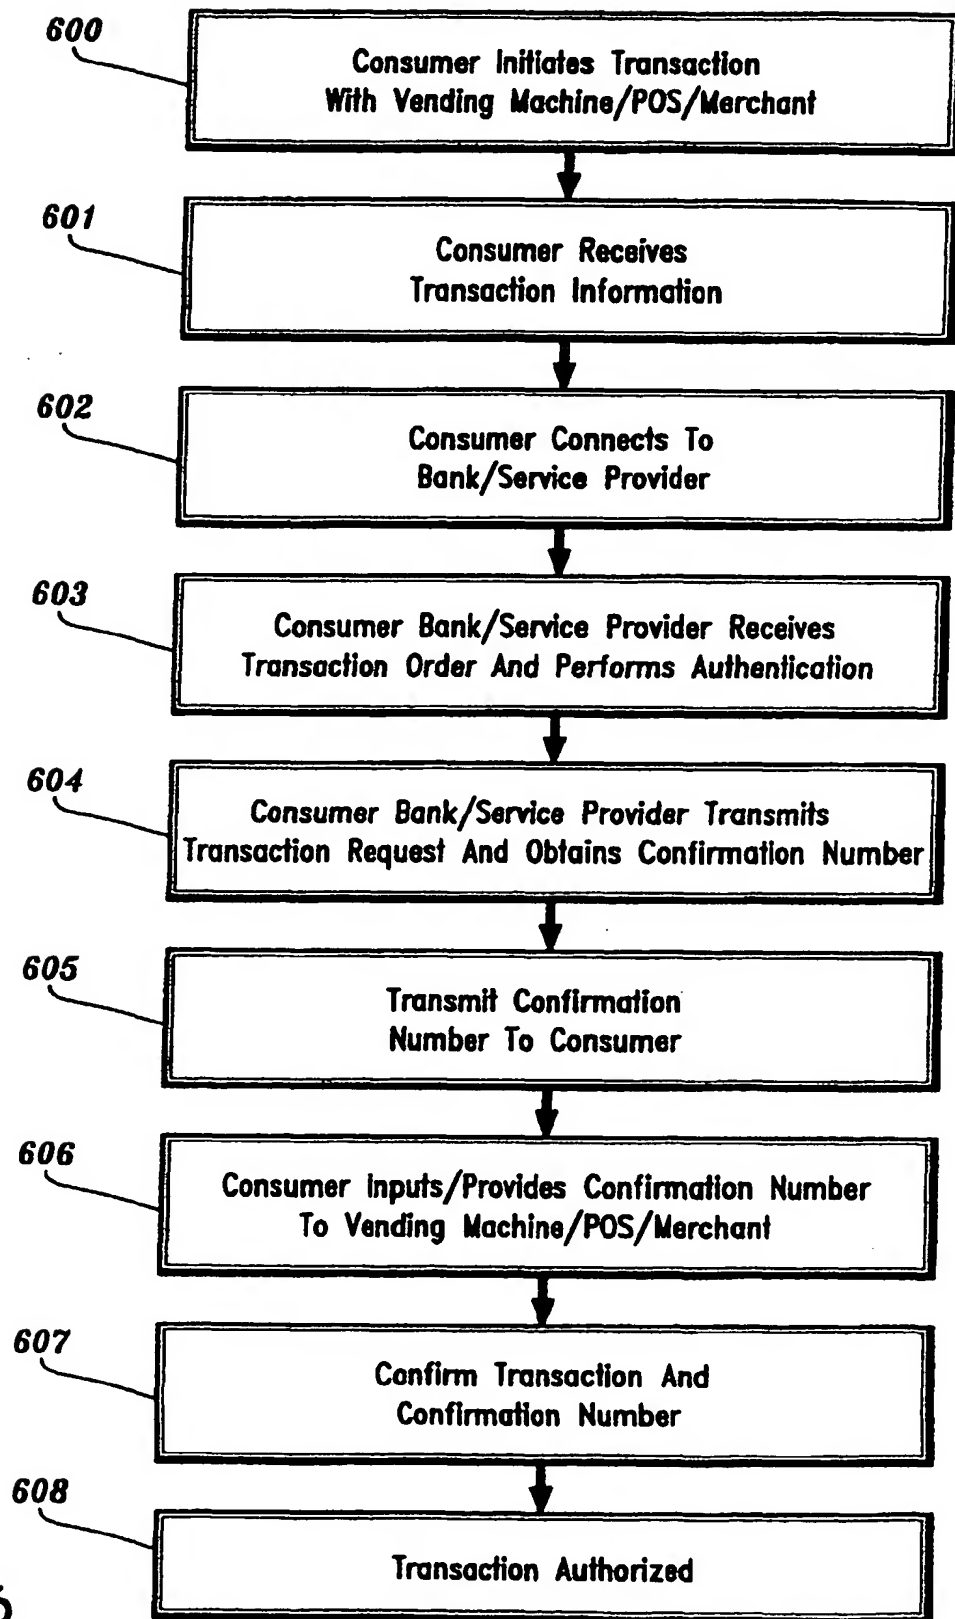 600
Consumer Initiates Transaction
With Vending Machine/POS/Merchant
601
Consumer Receives
Transaction Information
602
Consumer Connects To
Bank/Service Provider
603
Consumer Bank/Service Provider Receives
Transaction Order And Performs Authentication
604
Consumer Bank/Service Provider Transmits
Transaction Request And Obtains Confirmation Number
605
Transmit Confirmation
Number To Consumer
606
Consumer Inputs/Provides Confirmation Number
To Vending Machine/POS/Merchant
607
Confirm Transaction And
Confirmation Number
608
Transaction Authorized